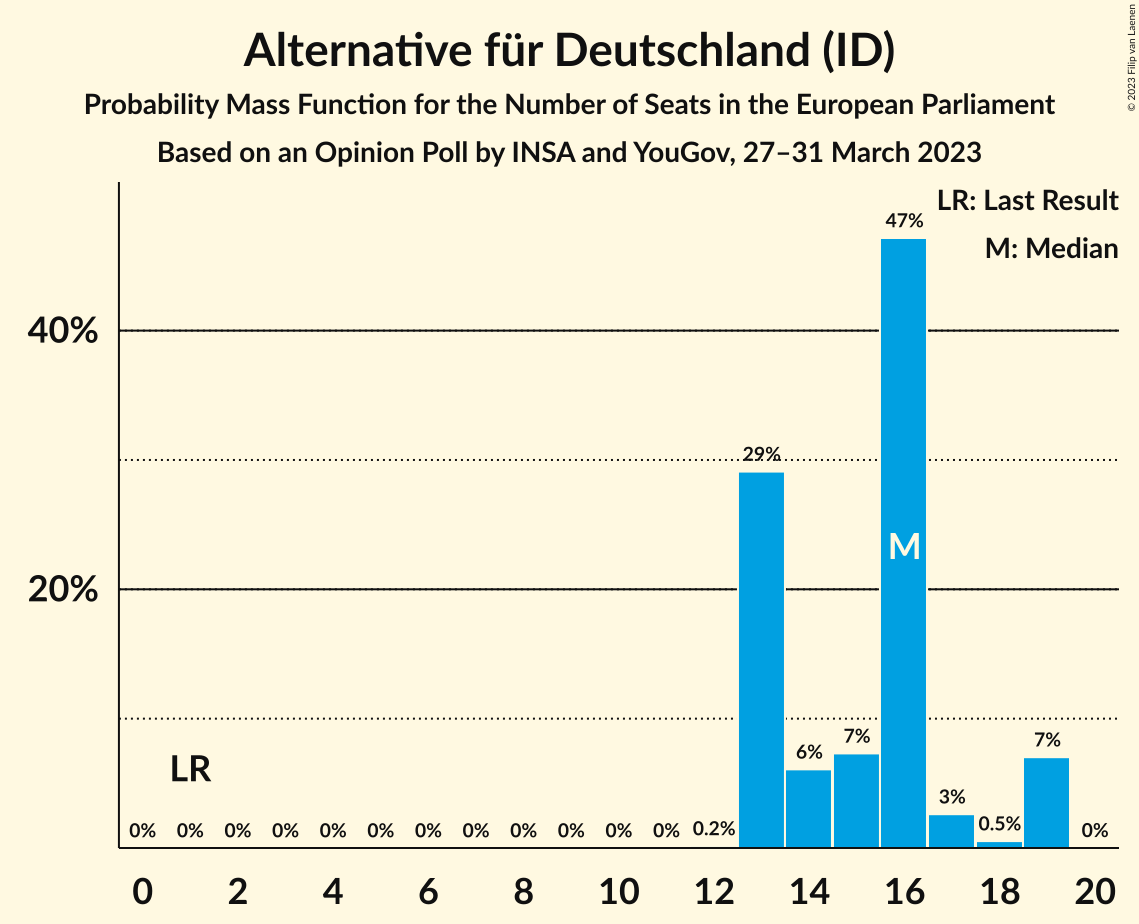 Alternative für Deutschland (ID)
Probability Mass Function for the Number of Seats in the European Parliament
Based on an Opinion Poll by INSA and YouGov, 27–31 March 2023
© 2023 Filip van Laenen
LR: Last Result
M: Median
47%
40%
29%
M
20%
7%
7%
6%
LR
3%
0% 0% 0% 0% 0% 0% 0% 0% 0% 0% 0% 0% 0.2% 0.5% 0%
0 2 4 6 8 10 12 14 16 18 20